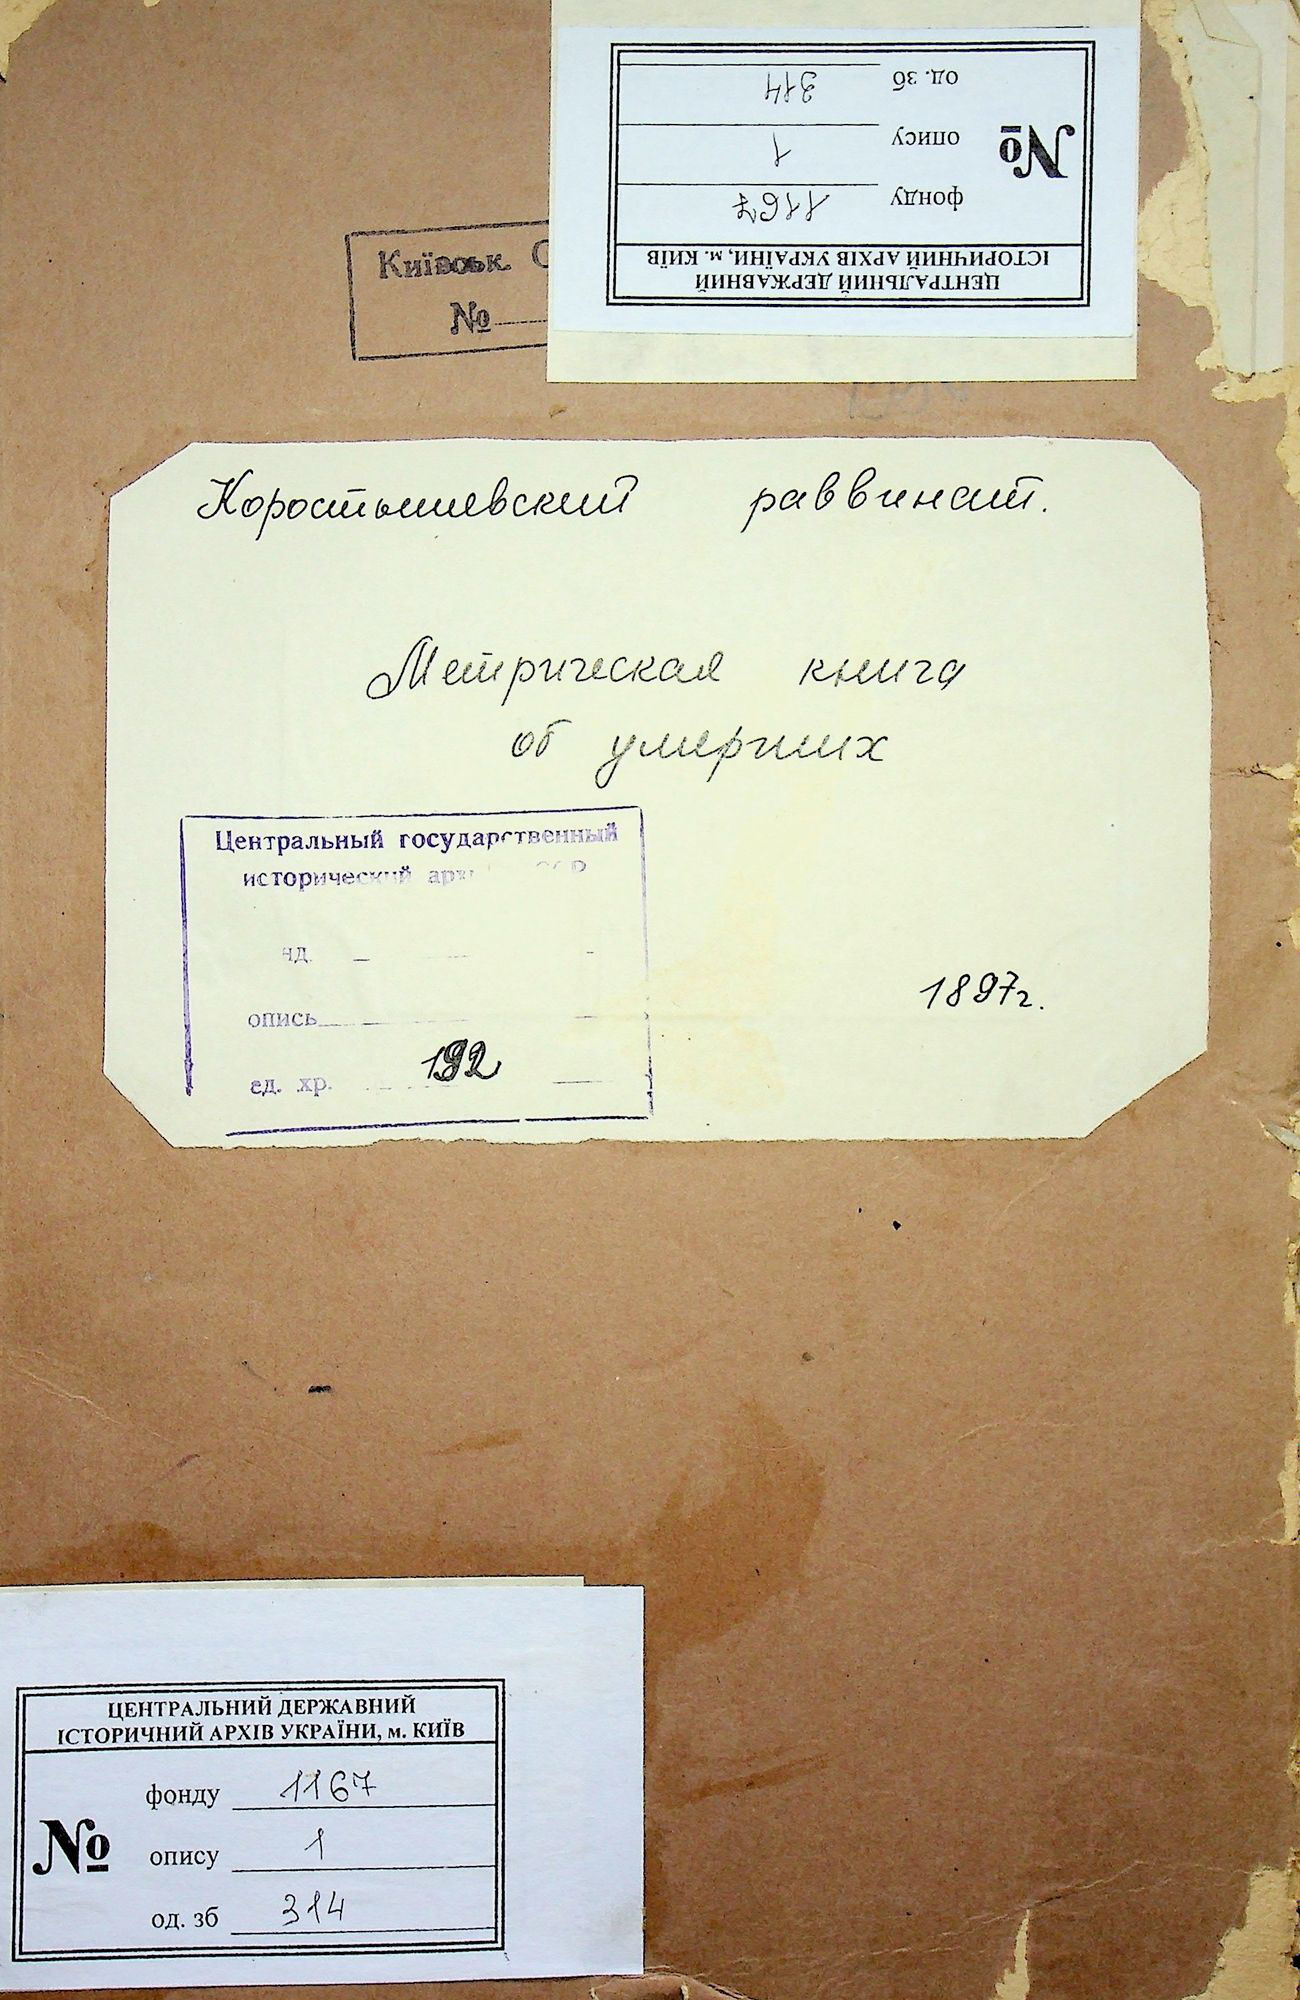 ЦЕНТРАЛЬНИЙ ДЕРЖАВНИЙ
ІСТОРИЧНИЙ АРХІВ УКРАЇНИ, м. КИЇВ
№
фонду 1167
опису 1
од. зб 314
Київськ. С
№
Коростышевский раввинат.
Метрическая книга
об умерших
Центральный государственный
исторический
нд.
опись
ед. хр. 192
1897г.
ЦЕНТРАЛЬНИЙ ДЕРЖАВНИЙ
ІСТОРИЧНИЙ АРХІВ УКРАЇНИ, м. КИЇВ
№
фонду 1167
опису 1
од. зб 314